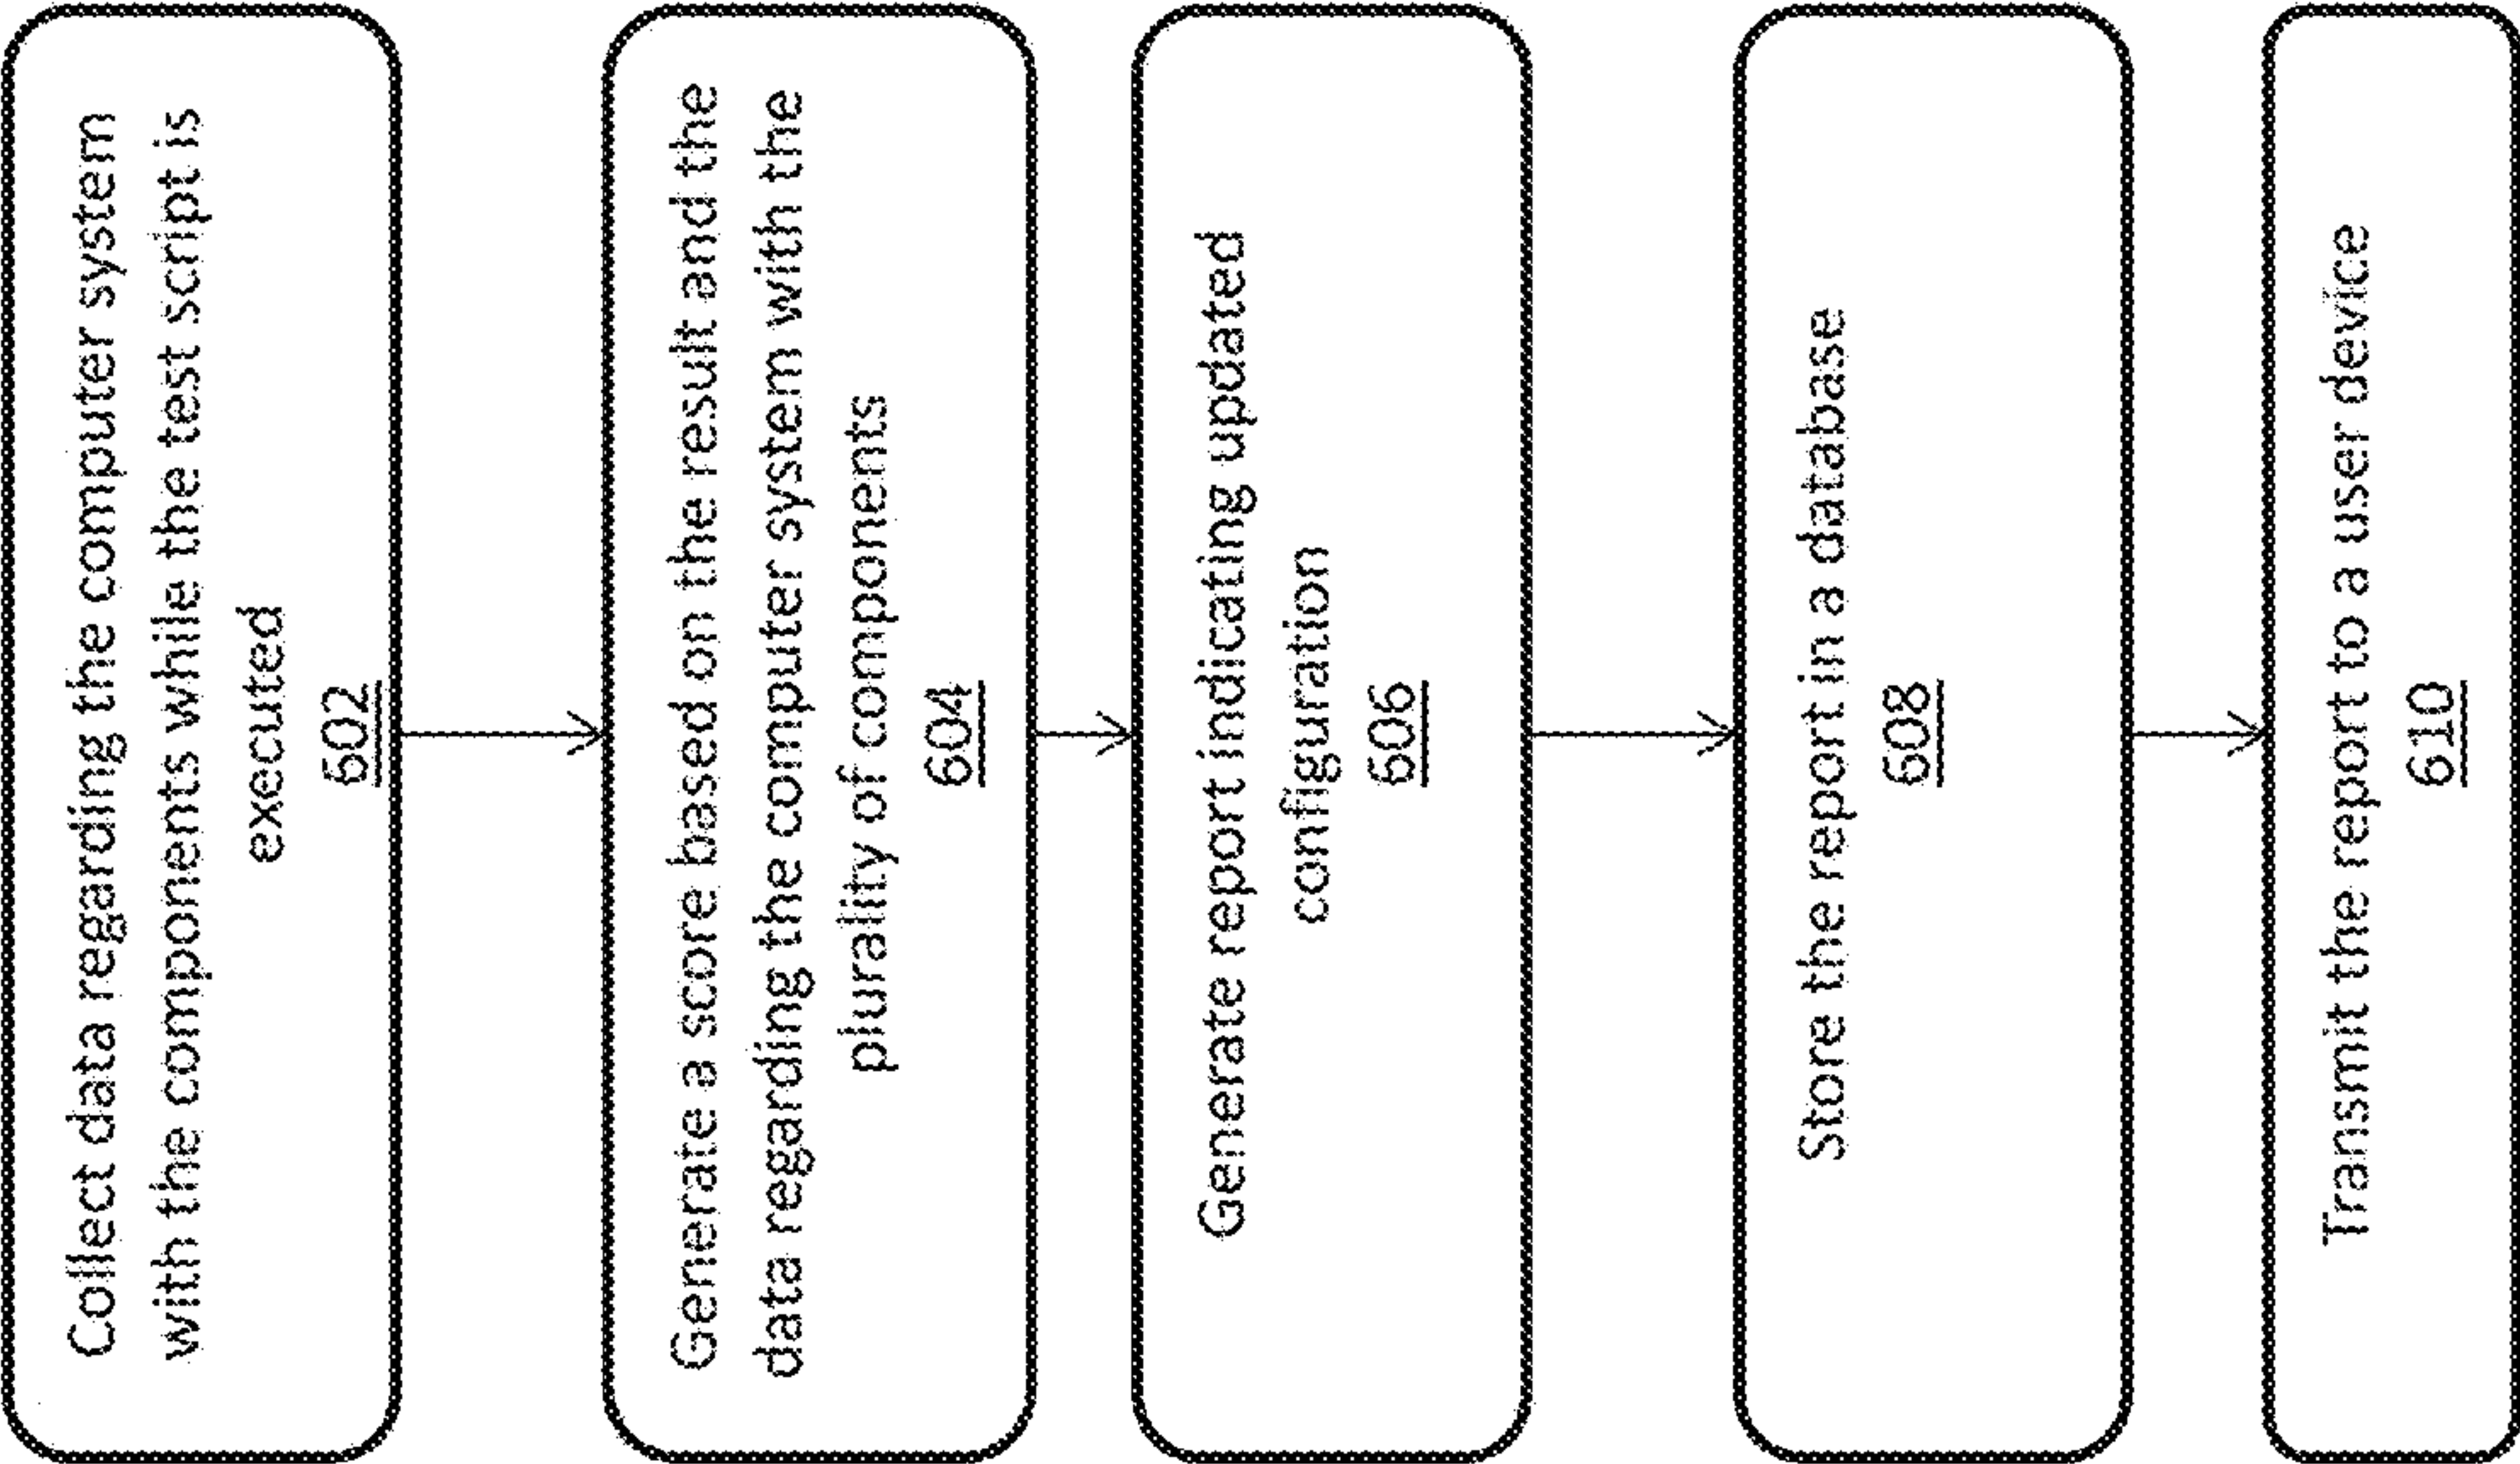 Collect data regarding the computer system
with the components while the test script is
executed
602
Generate a score based on the result and the
data regarding the computer system with the
plurality of components
604
Generate report indicating updated
configuration
606
Store the report in a database
608
Transmit the report to a user device
610